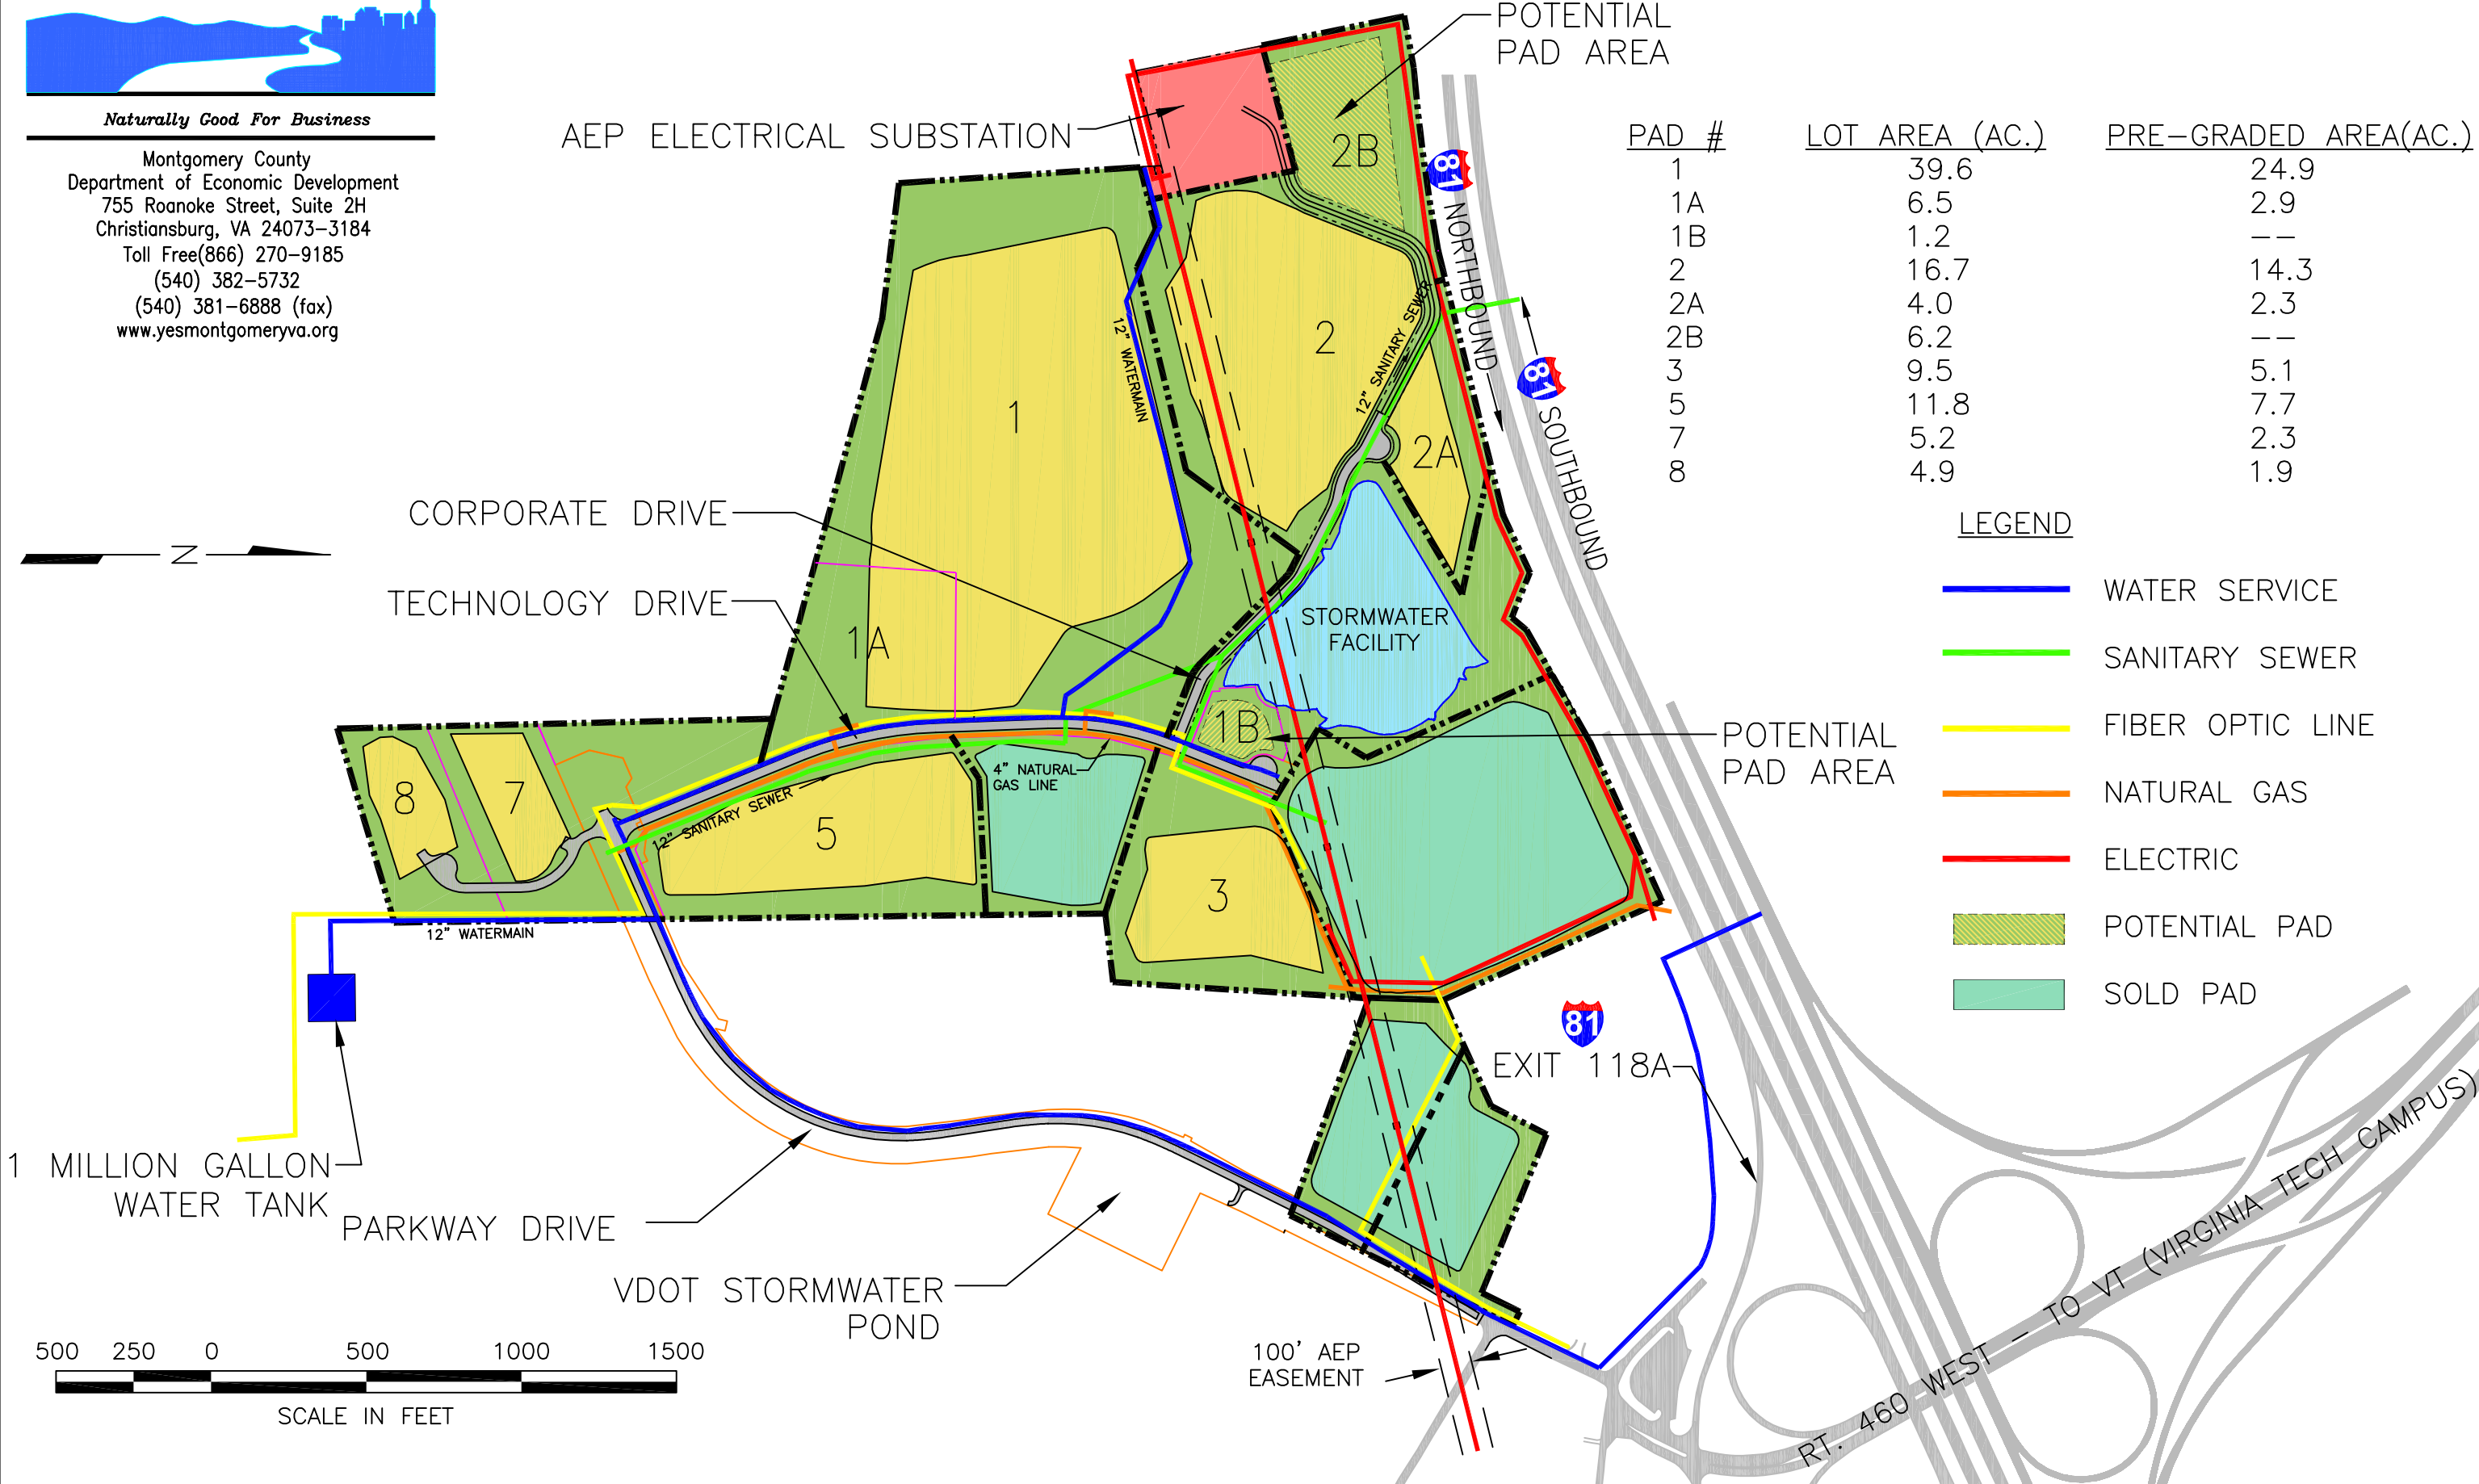 Naturally Good For Business
Montgomery County
Department of Economic Development
755 Roanoke Street, Suite 2H
Christiansburg, VA 24073-3184
Toll Free(866) 270-9185
(540) 382-5732
(540) 381-6888 (fax)
www.yesmontgomeryva.org
POTENTIAL
PAD AREA
AEP ELECTRICAL SUBSTATION
2B
PAD # LOT AREA (AC.) PRE-GRADED AREA(AC.)
1 39.6 24.9
1A 6.5 2.9
1B 1.2 --
2 16.7 14.3
2A 4.0 2.3
2B 6.2 --
3 9.5 5.1
5 11.8 7.7
7 5.2 2.3
8 4.9 1.9
81 NORTHBOUND
81 SOUTHBOUND
12" WATERMAIN
12" SANITARY SEWER
1
2
2A
CORPORATE DRIVE
N
TECHNOLOGY DRIVE
1A
STORMWATER
FACILITY
1B
POTENTIAL
PAD AREA
LEGEND
WATER SERVICE
SANITARY SEWER
FIBER OPTIC LINE
NATURAL GAS
ELECTRIC
POTENTIAL PAD
SOLD PAD
8
7
12" SANITARY SEWER
5
4" NATURAL
GAS LINE
3
12" WATERMAIN
81
EXIT 118A
1 MILLION GALLON
WATER TANK
PARKWAY DRIVE
VDOT STORMWATER
POND
100' AEP
EASEMENT
RT. 460 WEST - TO VT (VIRGINIA TECH CAMPUS)
500 250 0 500 1000 1500
SCALE IN FEET